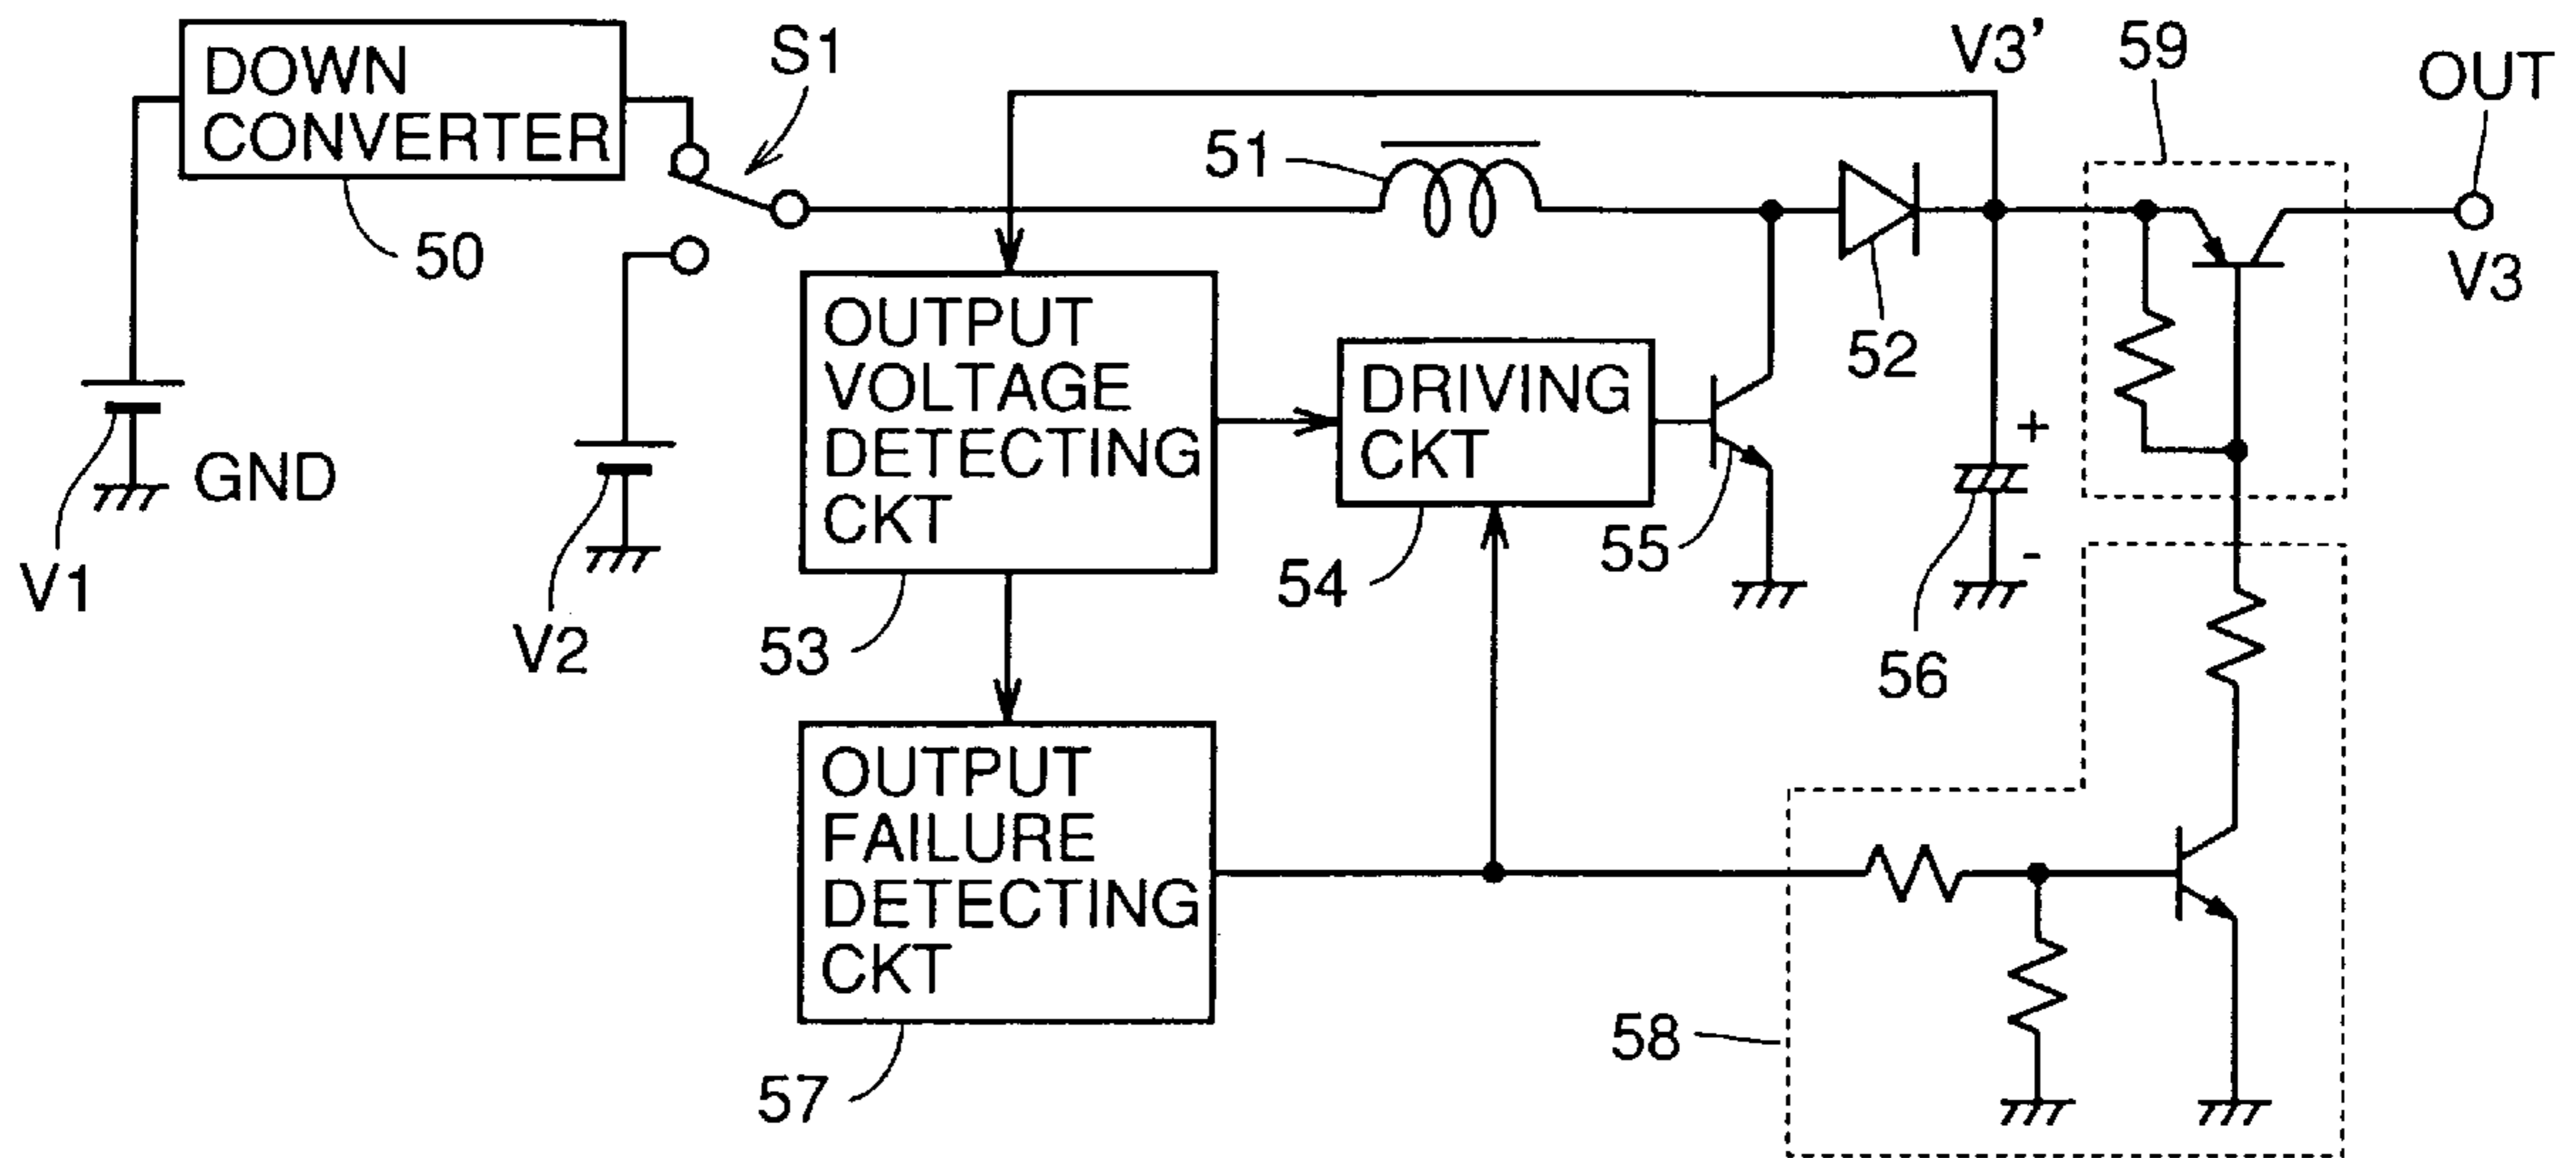 DOWN
CONVERTER
S1
V3'
59
OUT
51
50
V3
52
OUTPUT
VOLTAGE
DETECTING
CKT
DRIVING
CKT
+
-
GND
V1
V2
53
54
55
56
OUTPUT
FAILURE
DETECTING
CKT
57
58